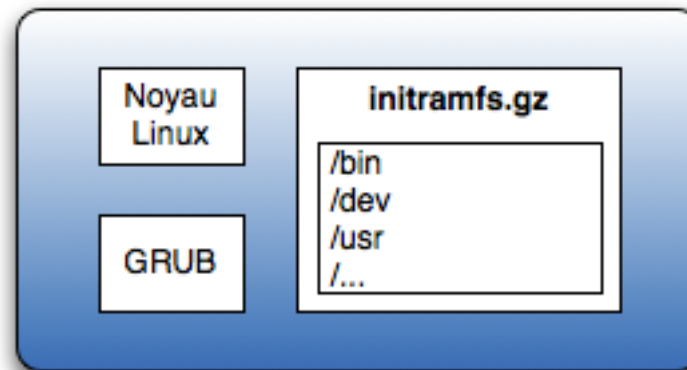 Noyau
Linux
GRUB
initramfs.gz
/bin
/dev
/usr
/...